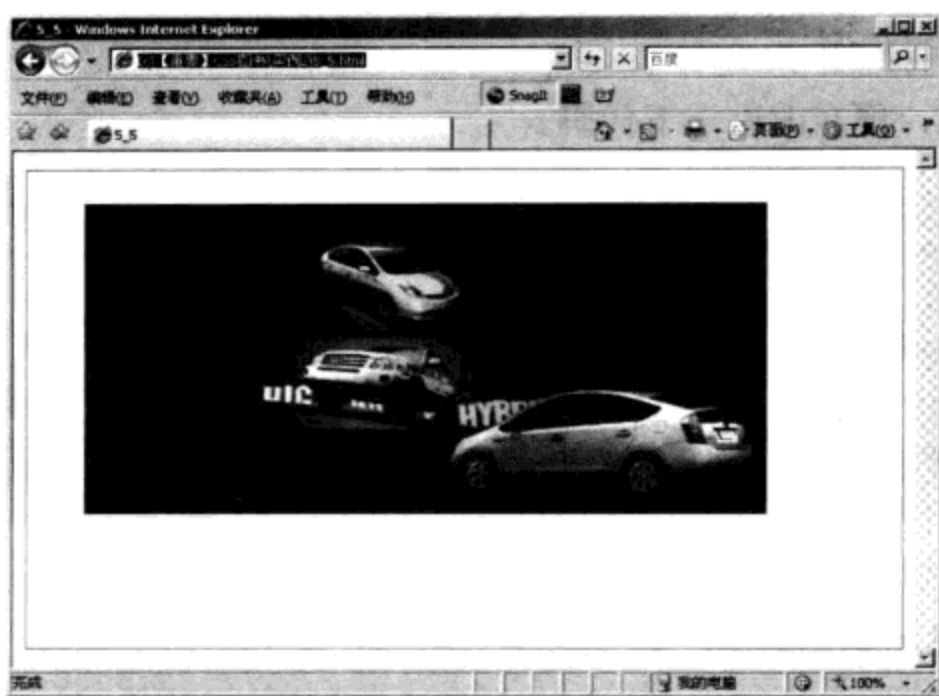 5_5 - Windows Internet Explorer
百度
文件(F) 编辑(E) 查看(V) 收藏夹(A) 工具(T) 帮助(H) SnagIt
5_5 页面(P) 工具(O)
HYBR
完成 我的电脑 100%